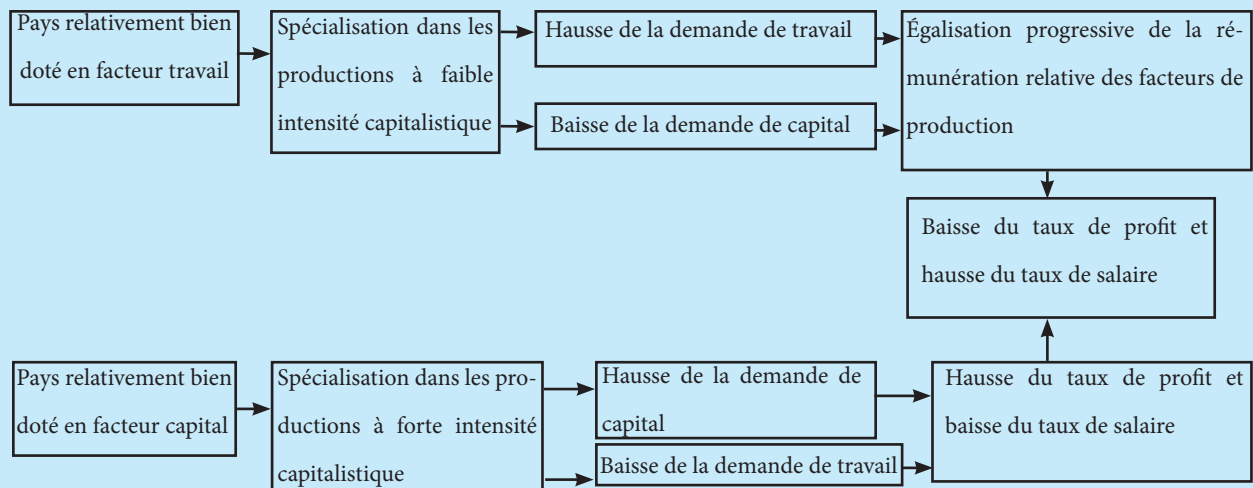 Pays relativement bien
doté en facteur travail
Spécialisation dans les
productions à faible
intensité capitalistique
Hausse de la demande de travail
Baisse de la demande de capital
Égalisation progressive de la ré-
munération relative des facteurs de
production
Baisse du taux de profit et
hausse du taux de salaire
Pays relativement bien
doté en facteur capital
Spécialisation dans les pro-
ductions à forte intensité
capitalistique
Hausse de la demande de
capital
Baisse de la demande de travail
Hausse du taux de profit et
baisse du taux de salaire